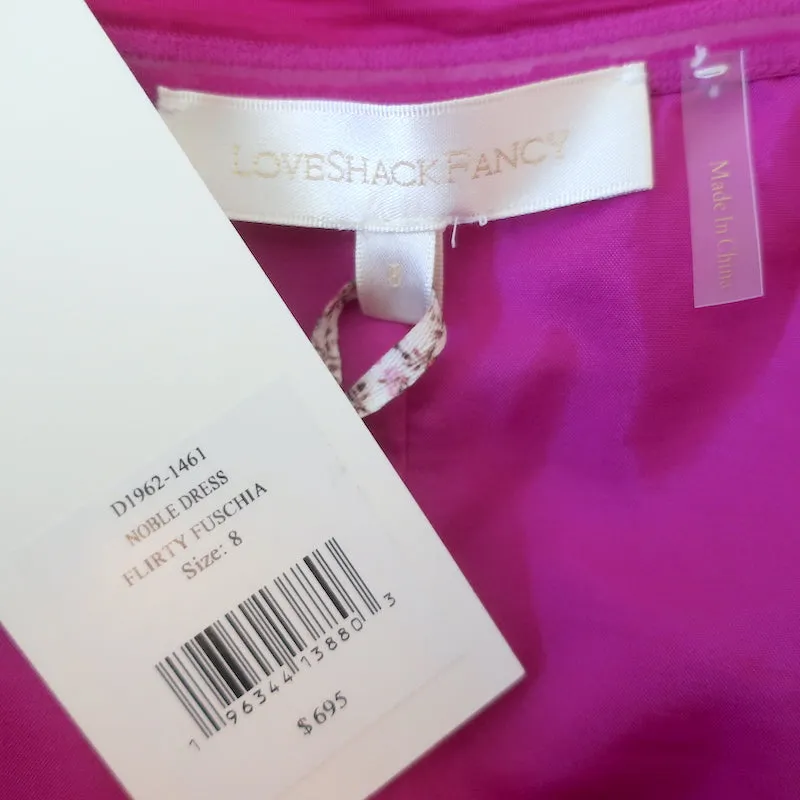 LOVESHACKFANCY
8
Made In China
D1962-1461
NOBLE DRESS
FLIRTY FUSCHIA
Size: 8
1 96344 13880 3
$695